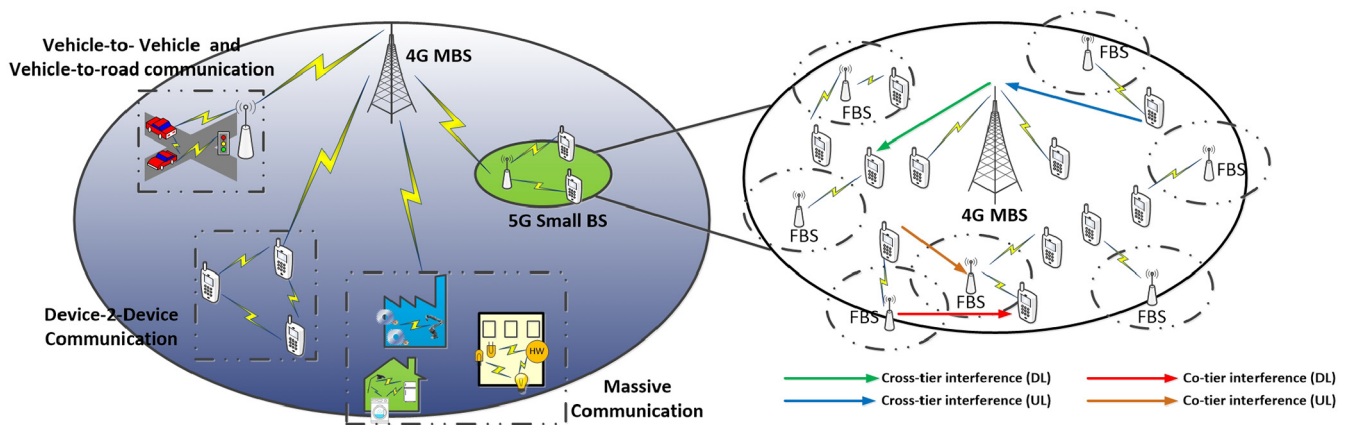 Vehicle-to- Vehicle and
Vehicle-to-road communication
4G MBS
5G Small BS
Device-2-Device
Communication
HW
Massive
Communication
FBS
FBS
FBS
FBS
4G MBS
FBS
FBS
FBS
Cross-tier interference (DL)
Co-tier interference (DL)
Cross-tier interference (UL)
Co-tier interference (UL)